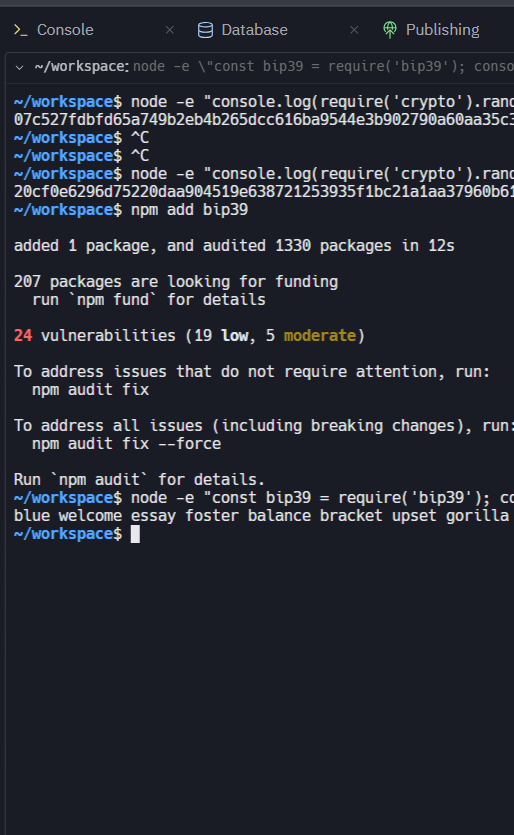 Console × Database × Publishing
~/workspace: node -e \"const bip39 = require('bip39'); conso
~/workspace$ node -e "console.log(require('crypto').rand
07c527fdbfd65a749b2eb4b265dcc616ba9544e3b902790a60aa35c3
~/workspace$ ^C
~/workspace$ ^C
~/workspace$ node -e "console.log(require('crypto').rand
20cf0e6296d75220daa904519e638721253935f1bc21a1aa37960b61
~/workspace$ npm add bip39
added 1 package, and audited 1330 packages in 12s
207 packages are looking for funding
run `npm fund` for details
24 vulnerabilities (19 low, 5 moderate)
To address issues that do not require attention, run:
npm audit fix
To address all issues (including breaking changes), run:
npm audit fix --force
Run `npm audit` for details.
~/workspace$ node -e "const bip39 = require('bip39'); co
blue welcome essay foster balance bracket upset gorilla
~/workspace$